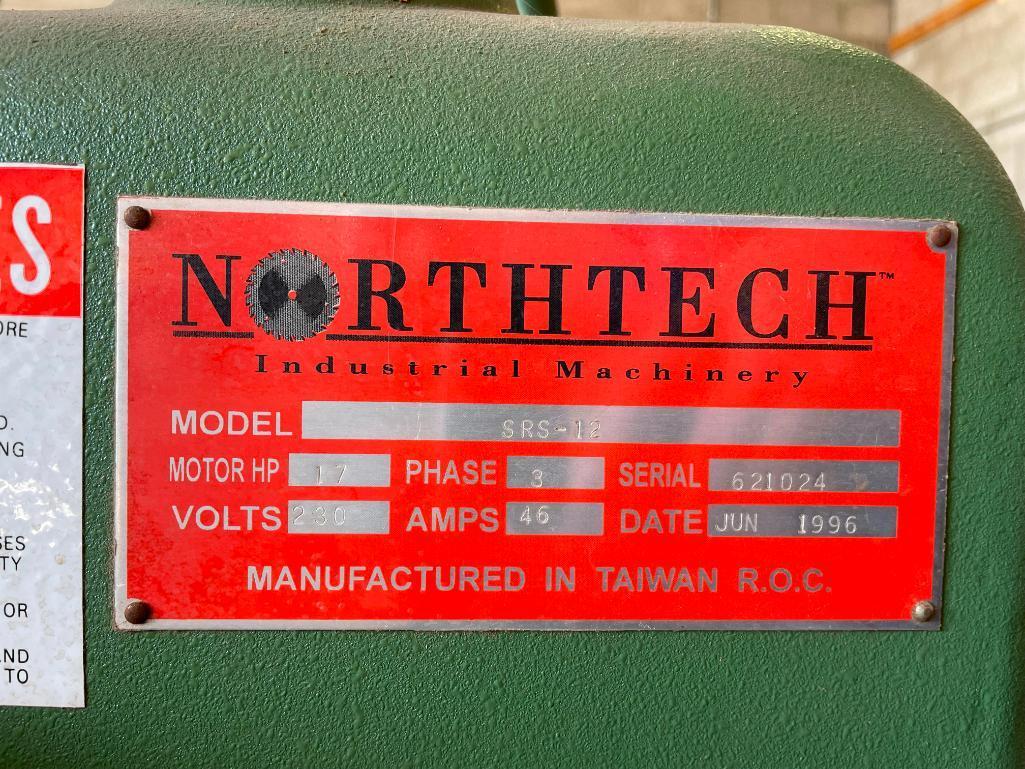 NORTHTECH™
Industrial Machinery
MODEL SRS-12
MOTOR HP 17 PHASE 3 SERIAL 621024
VOLTS 230 AMPS 46 DATE JUN 1996
MANUFACTURED IN TAIWAN R.O.C.
ES
ORE
D.
NG
SES
TY
OR
AND
TO